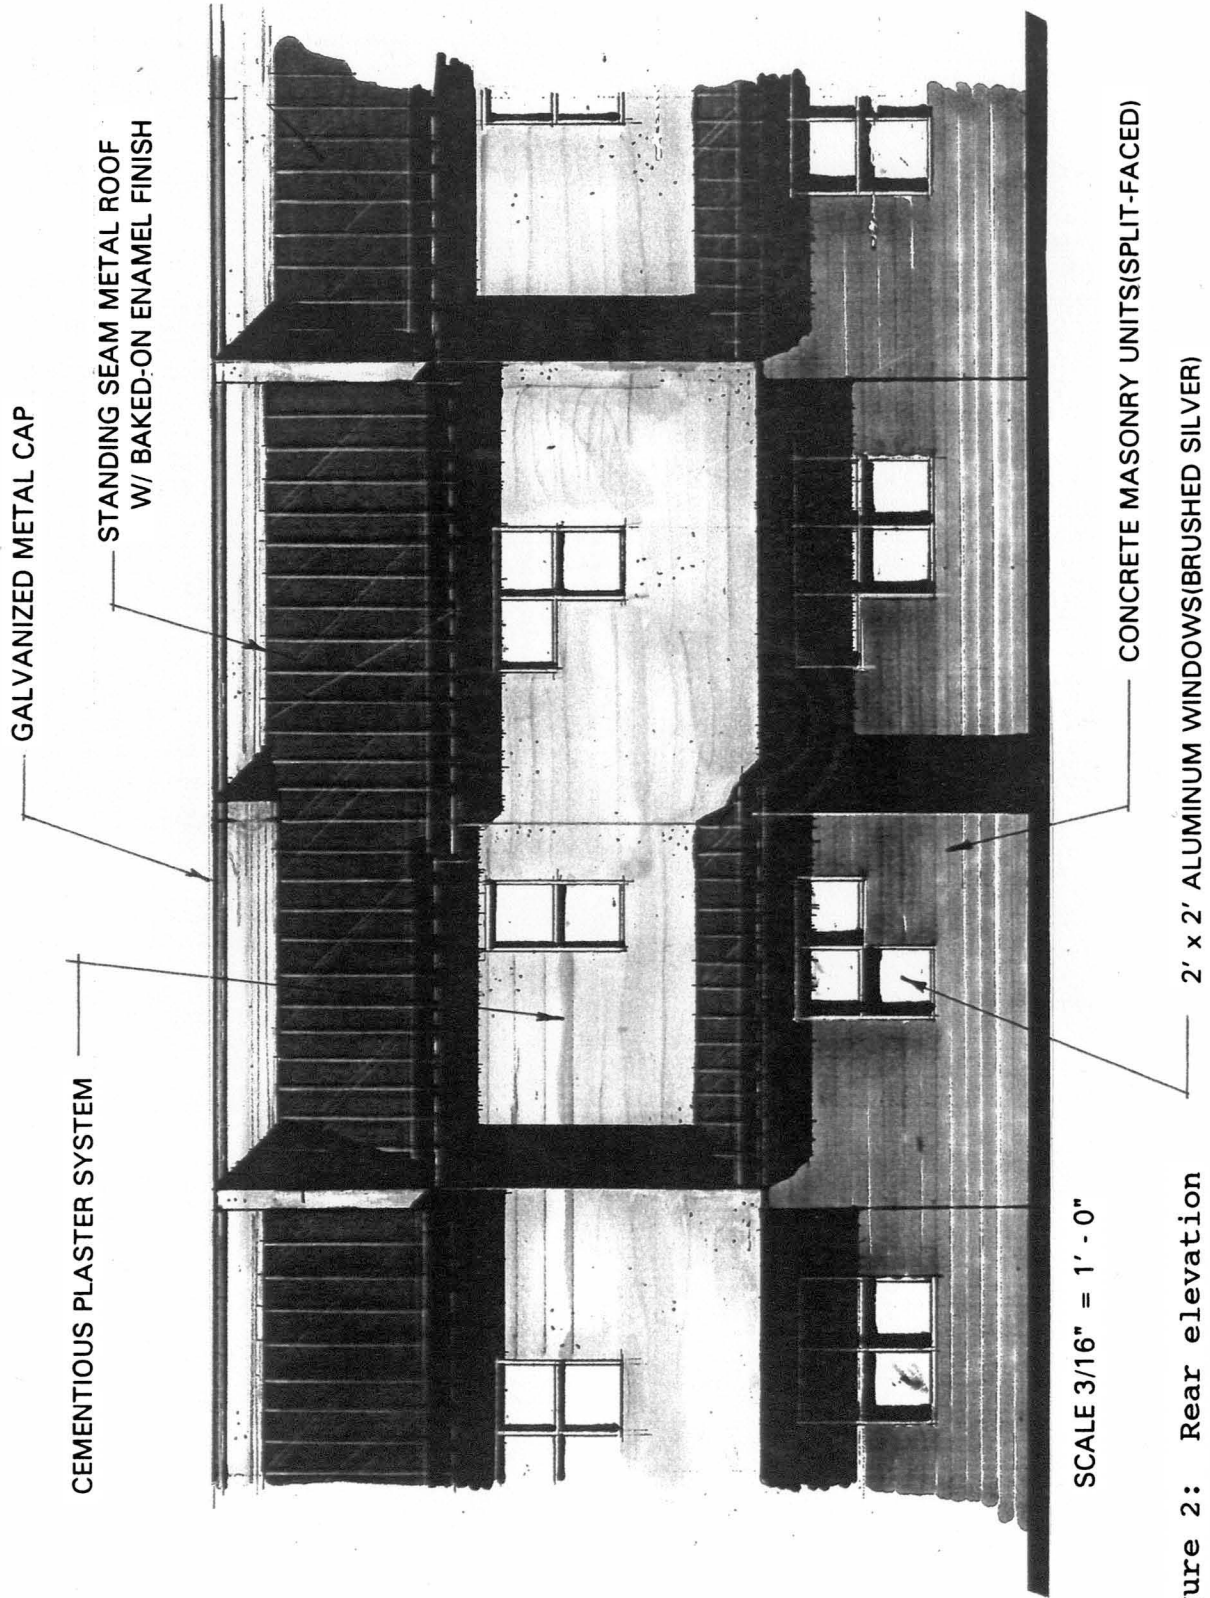 GALVANIZED METAL CAP
STANDING SEAM METAL ROOF
W/ BAKED-ON ENAMEL FINISH
CEMENTIOUS PLASTER SYSTEM
SCALE 3/16" = 1' - 0"
CONCRETE MASONRY UNITS(SPLIT-FACED)
2' x 2' ALUMINUM WINDOWS(BRUSHED SILVER)
ure 2: Rear elevation